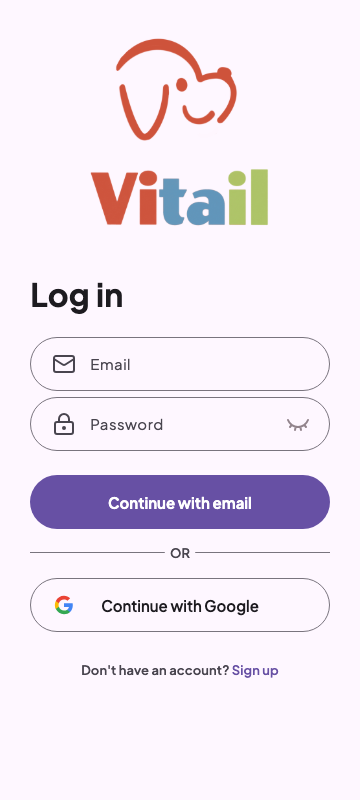 Vitail
Log in
Email
Password
Continue with email
OR
Continue with Google
Don't have an account? Sign up